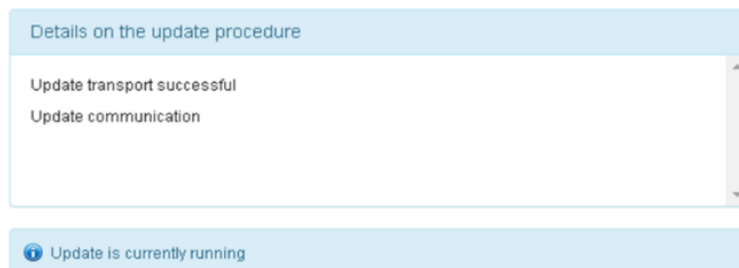 Details on the update procedure
Update transport successful
Update communication
Update is currently running